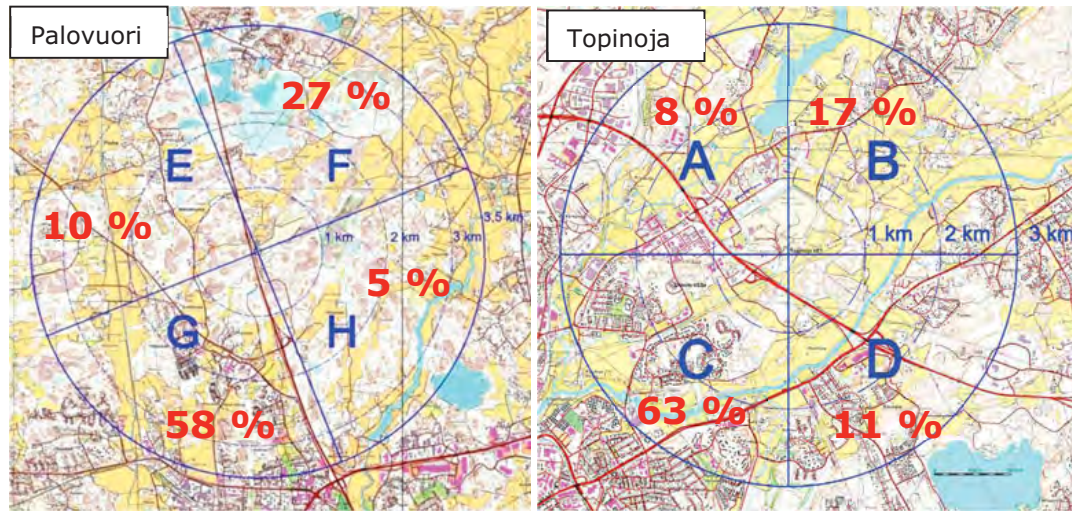 Palovuori
27 %
E
F
10 %
3.5 km
1 km
2 km
3 km
5 %
G
H
58 %
Topinoja
8 %
17 %
A
B
1 km
2 km
3 km
C
D
63 %
11 %